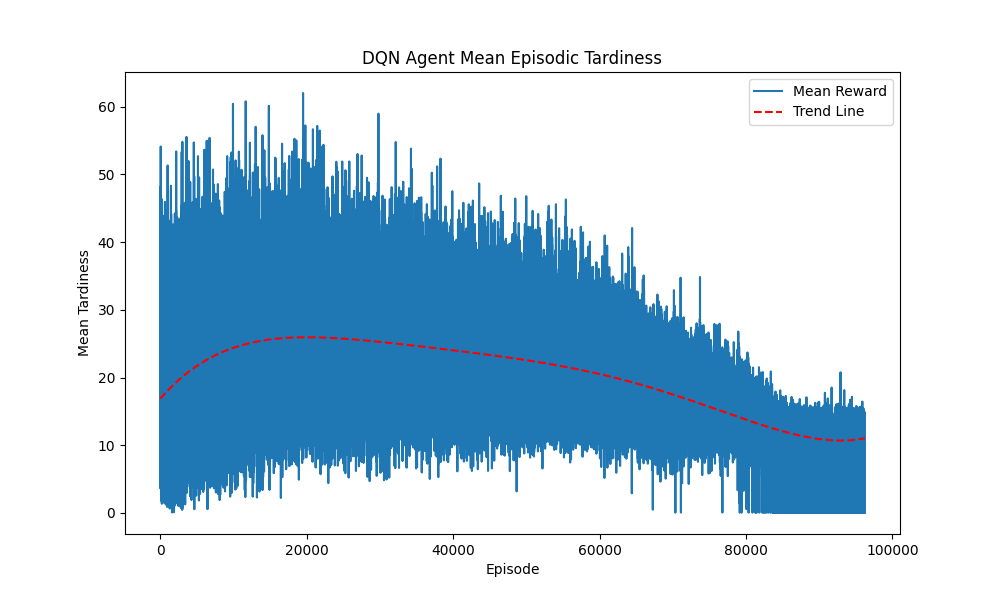 DQN Agent Mean Episodic Tardiness
Mean Reward
Trend Line
Mean Tardiness
60
50
40
30
20
10
0
0 20000 40000 60000 80000 100000
Episode